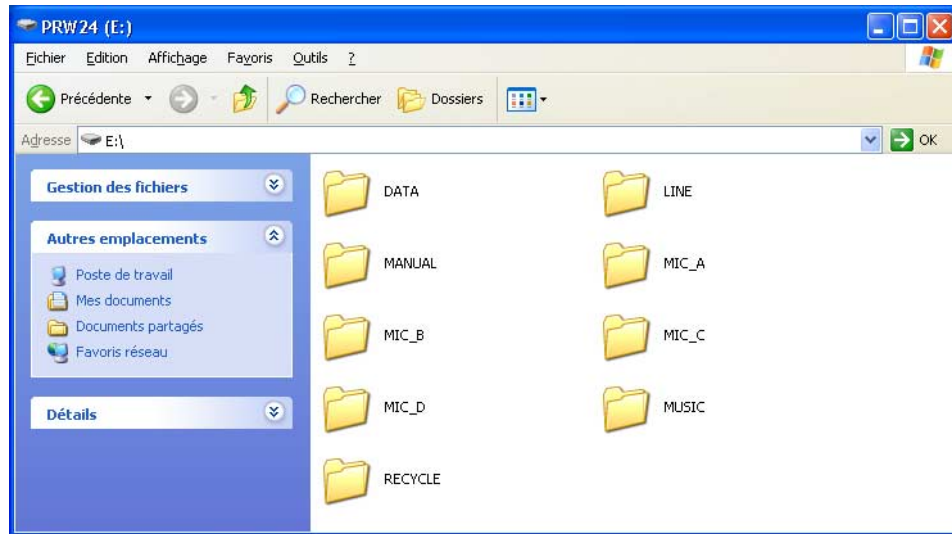 PRW24 (E:)
Fichier Edition Affichage Favoris Outils ?
Précédente Rechercher Dossiers
Adresse E:\ OK
Gestion des fichiers
Autres emplacements
Poste de travail
Mes documents
Documents partagés
Favoris réseau
Détails
DATA LINE
MANUAL MIC_A
MIC_B MIC_C
MIC_D MUSIC
RECYCLE